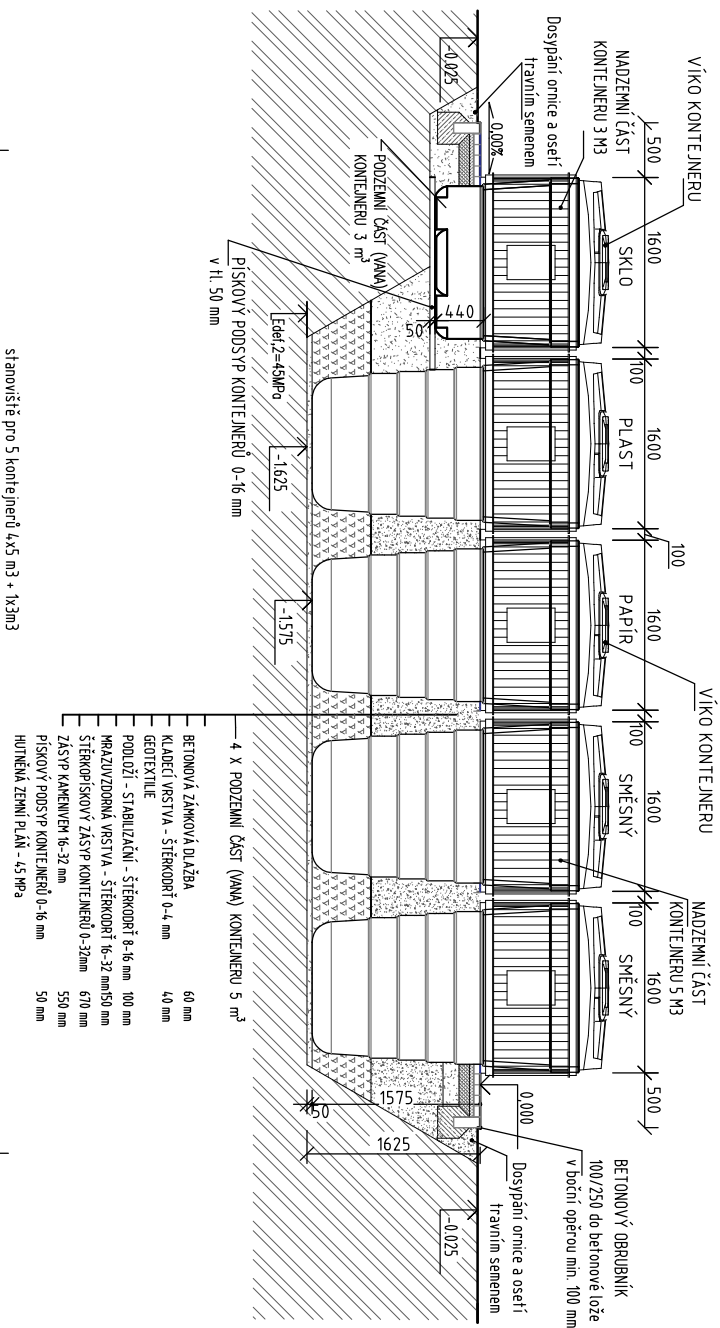 VÍKO KONTEJNERU
NADZEMNÍ ČÁST
KONTEJNERU 3 M3
Dosypání ornice a osetí
travním semenem
-0.025
0,00%
500
1600
SKLO
100
1600
PLAST
100
1600
PAPÍR
100
1600
SMĚSNÝ
100
1600
SMĚSNÝ
500
VÍKO KONTEJNERU
NADZEMNÍ ČÁST
KONTEJNERU 5 M3
BETONOVÝ OBRUBNÍK
100/250 do betonové lože
v boční opěrou min. 100 mm
0,000
Dosypání ornice a osetí
travním semenem
-0.025
PODZEMNÍ ČÁST (VANA)
KONTEJNERU 3 m³
440
50
PÍSKOVÝ PODSYP KONTEJNERŮ 0-16 mm
v tl. 50 mm
Edef,2=45MPa
-1.625
-1.575
1575
50
1625
4 X PODZEMNÍ ČÁST (VANA) KONTEJNERU 5 m³
BETONOVÁ ZÁMKOVÁ DLAŽBA 60 mm
KLADECÍ VRSTVA - ŠTĚRKODRŤ 0-4 mm 40 mm
GEOTEXTILIE
PODLOŽÍ - STABILIZAČNÍ - ŠTĚRKODRŤ 8-16 mm 100 mm
MRAZUVZDORNÁ VRSTVA - ŠTĚRKODRŤ 16-32 mm 150 mm
ŠTĚRKOPÍSKOVÝ ZÁSYP KONTEJNERŮ 0-32mm 670 mm
ZÁSYP KAMENIVEM 16-32 mm 550 mm
PÍSKOVÝ PODSYP KONTEJNERŮ 0-16 mm 50 mm
HUTNĚNÁ ZEMNÍ PLÁŇ - 45 MPa
stanoviště pro 5 kontejnerů 4x5 m3 + 1x3m3